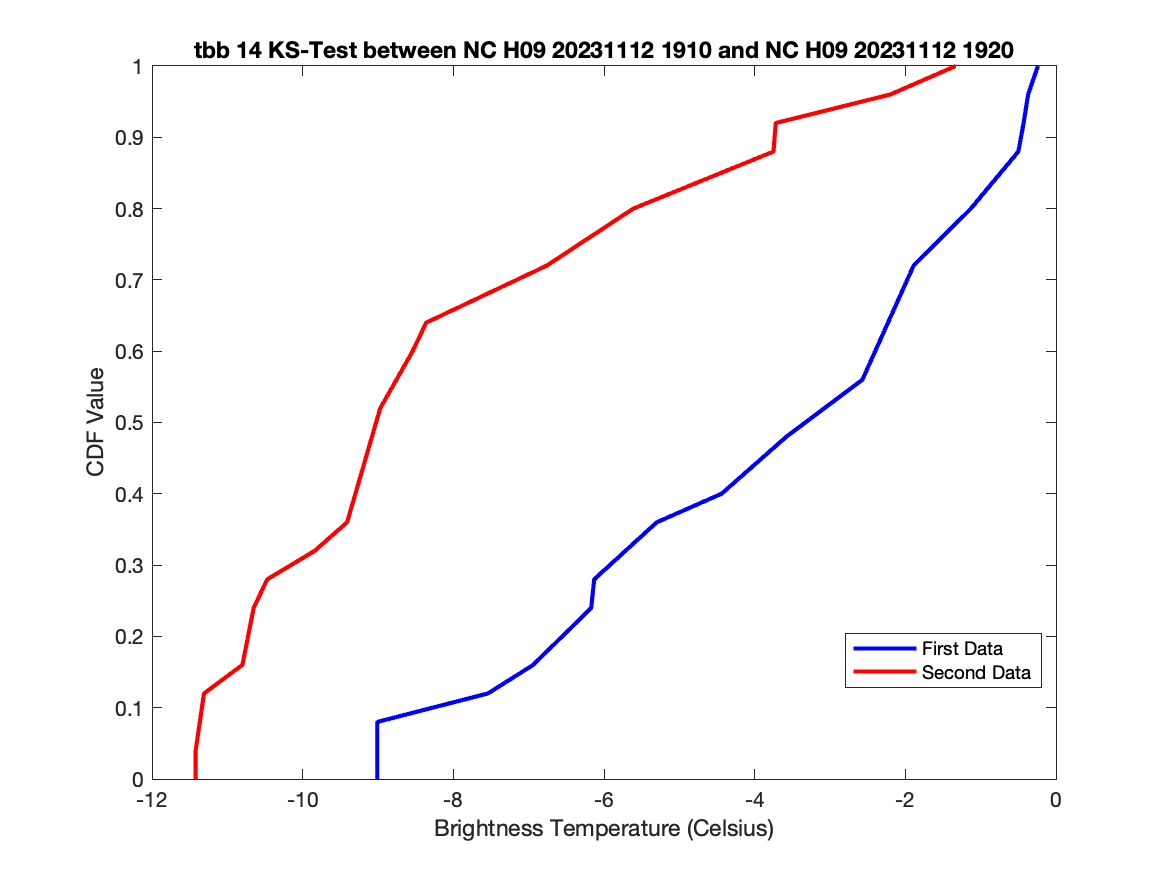 tbb 14 KS-Test between NC H09 20231112 1910 and NC H09 20231112 1920
1
0.9
0.8
0.7
0.6
0.5
0.4
0.3
0.2
0.1
0
CDF Value
First Data
Second Data
-12 -10 -8 -6 -4 -2 0
Brightness Temperature (Celsius)